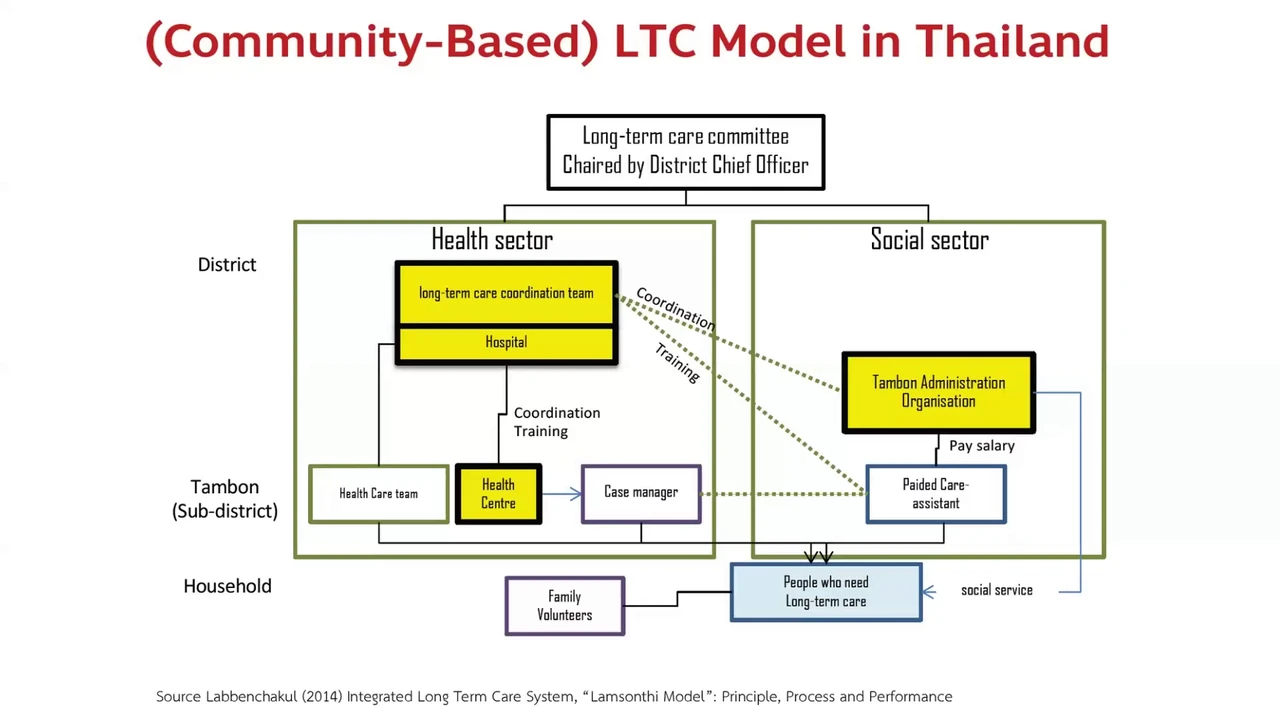 (Community-Based) LTC Model in Thailand
Long-term care committee
Chaired by District Chief Officer
Health sector
Social sector
District
long-term care coordination team
Hospital
Coordination
Training
Tambon Administration
Organisation
Coordination
Training
Pay salary
Tambon
(Sub-district)
Health Care team
Health
Centre
Case manager
Paided Care-
assistant
Household
Family
Volunteers
People who need
Long-term care
social service
Source Labbenchakul (2014) Integrated Long Term Care System, “Lamsonthi Model”: Principle, Process and Performance